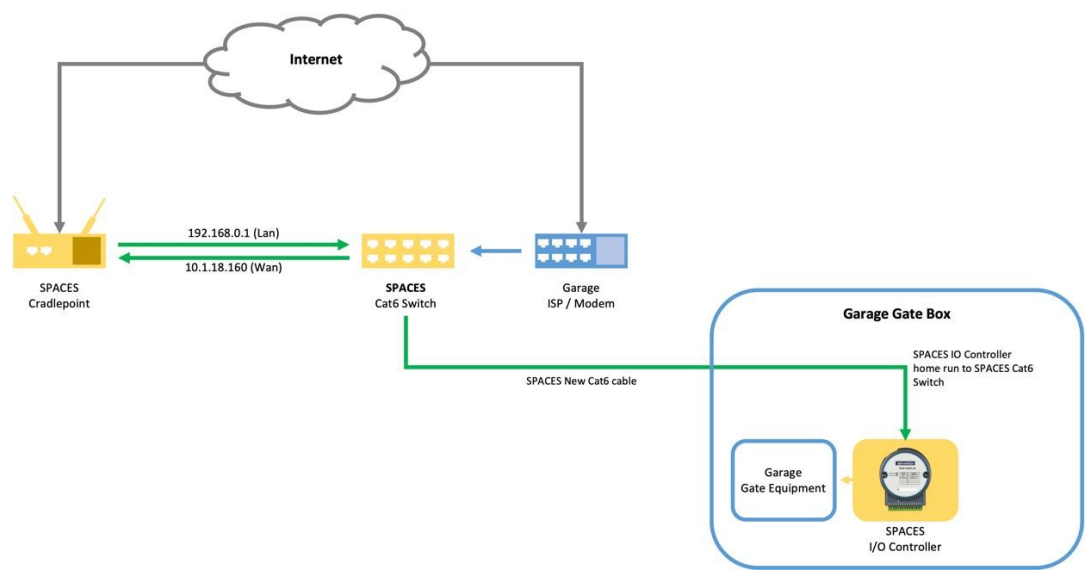 Internet
192.168.0.1 (Lan)
10.1.18.160 (Wan)
SPACES
Cradlepoint
SPACES
Cat6 Switch
Garage
ISP / Modem
Garage Gate Box
SPACES IO Controller
home run to SPACES Cat6
Switch
SPACES New Cat6 cable
Garage
Gate Equipment
SPACES
I/O Controller